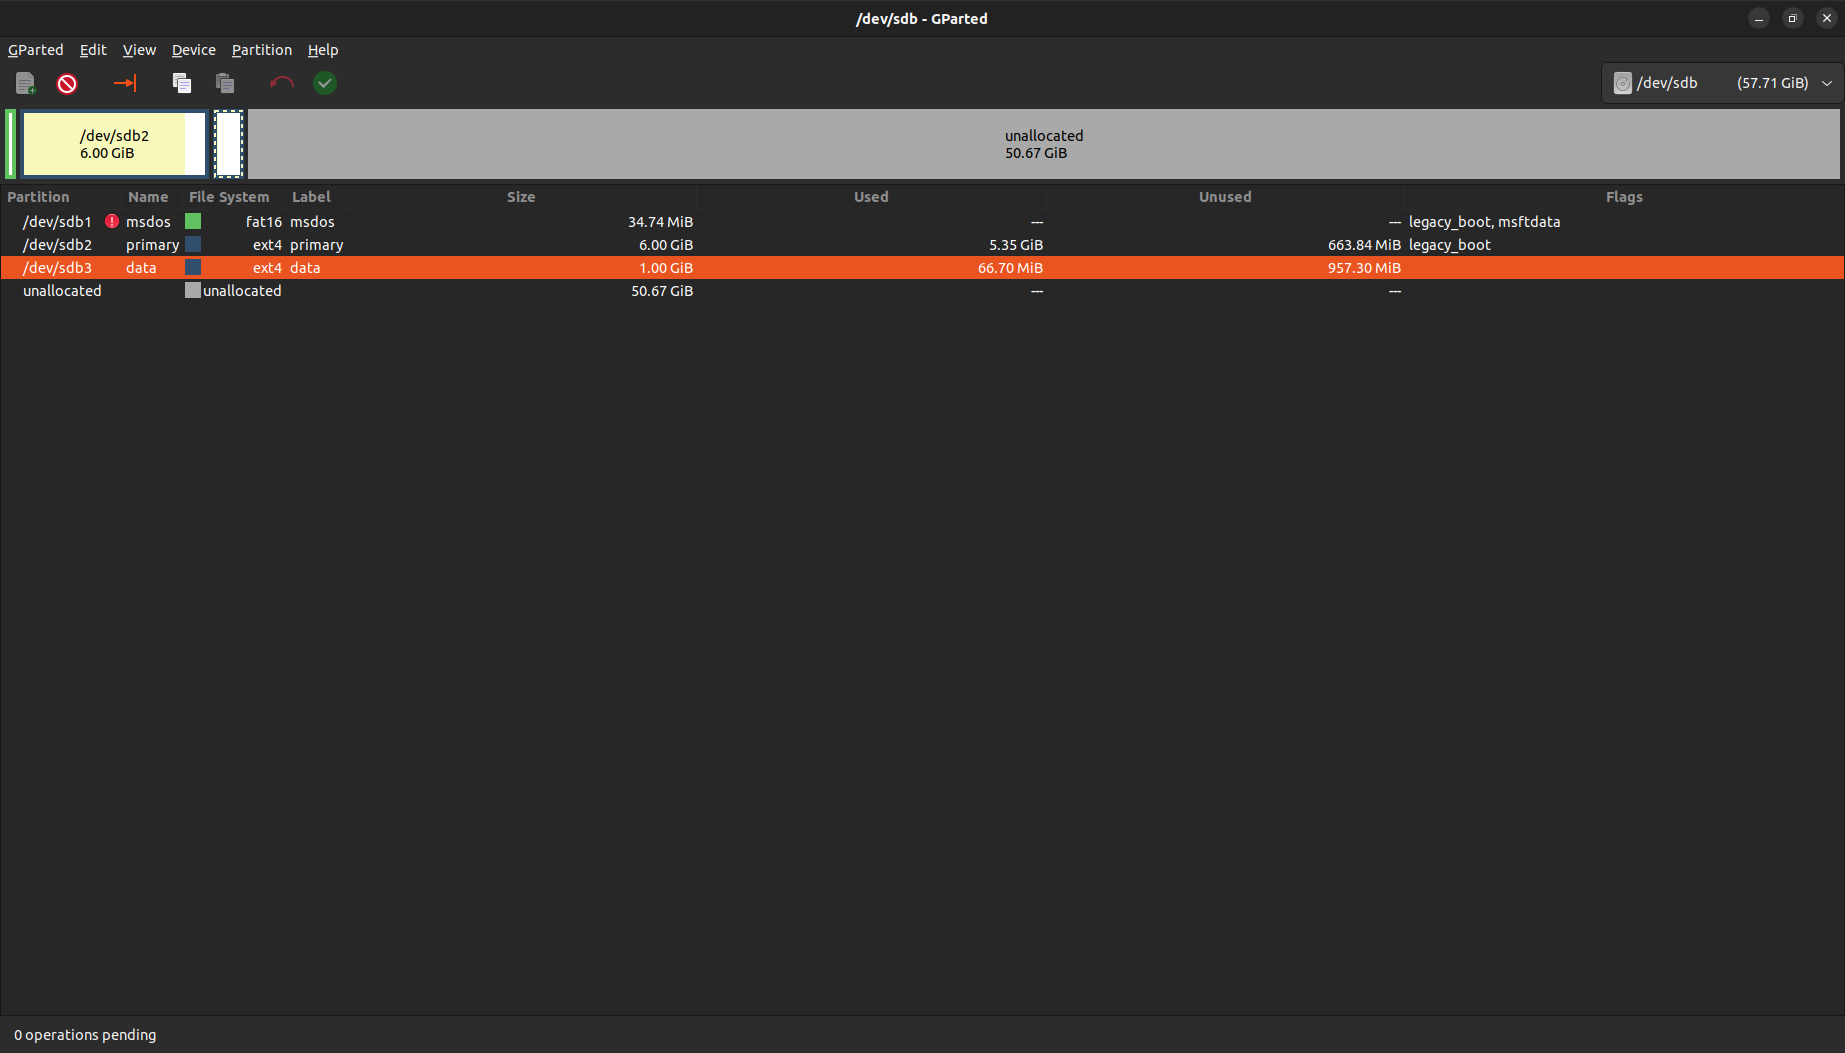 /dev/sdb - GParted
GParted Edit View Device Partition Help
/dev/sdb (57.71 GiB)
/dev/sdb2
6.00 GiB
unallocated
50.67 GiB
Partition Name File System Label Size Used Unused Flags
/dev/sdb1 msdos fat16 msdos 34.74 MiB --- --- legacy_boot, msftdata
/dev/sdb2 primary ext4 primary 6.00 GiB 5.35 GiB 663.84 MiB legacy_boot
/dev/sdb3 data ext4 data 1.00 GiB 66.70 MiB 957.30 MiB
unallocated unallocated 50.67 GiB --- ---
0 operations pending